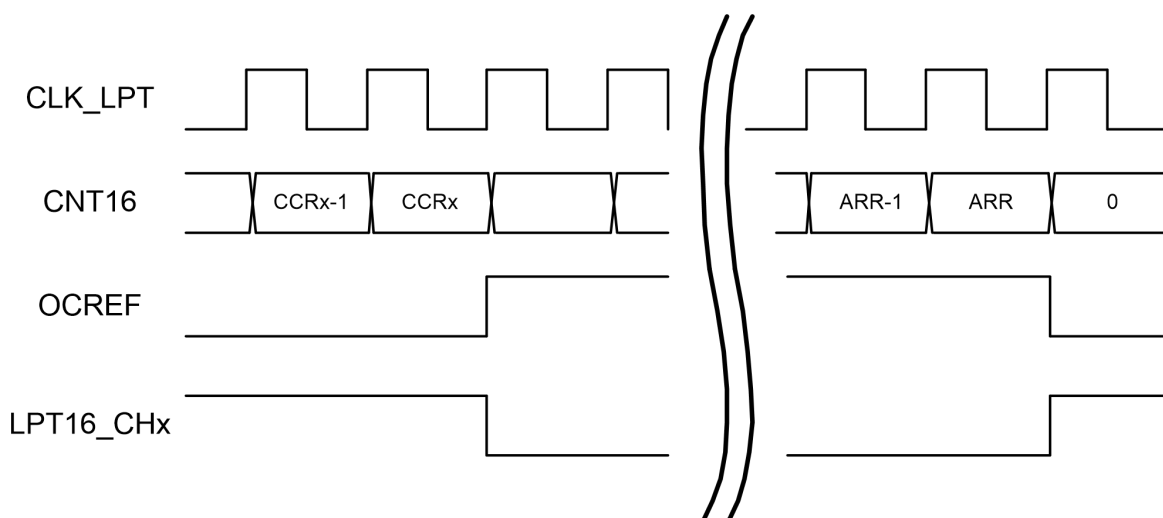 CLK_LPT
CNT16 CCRx-1 CCRx ARR-1 ARR 0
OCREF
LPT16_CHx